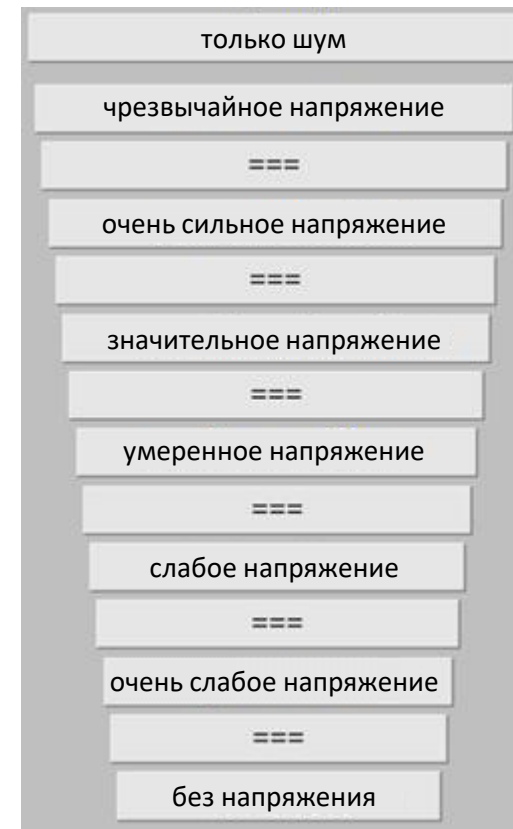 только шум
чрезвычайное напряжение
===
очень сильное напряжение
===
значительное напряжение
===
умеренное напряжение
===
слабое напряжение
===
очень слабое напряжение
===
без напряжения